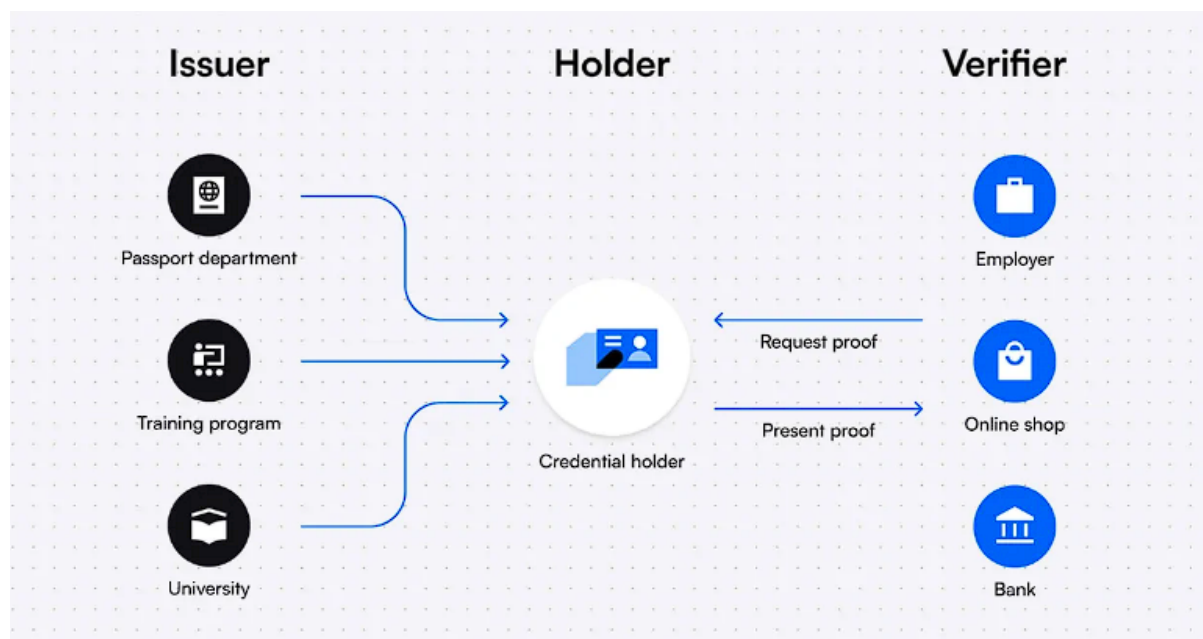 Issuer
Holder
Verifier
Passport department
Employer
Request proof
Training program
Online shop
Present proof
Credential holder
University
Bank